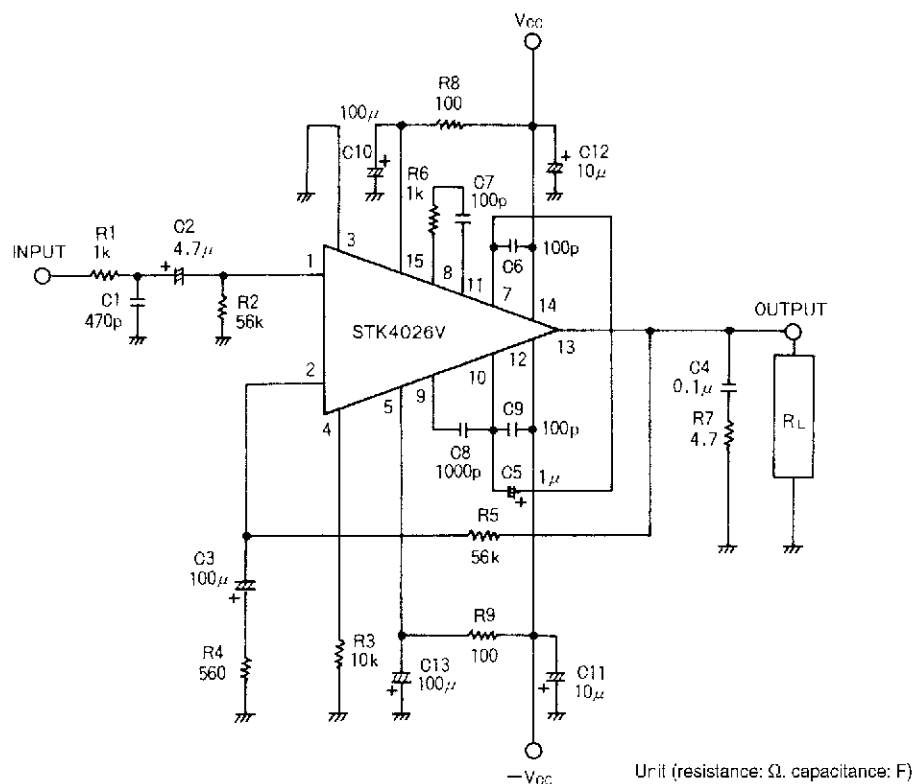 Vcc
R8
100
100μ
C10
+
+
C12
10μ
R6
1k
C7
100p
INPUT
R1
1k
C2
4.7μ
+
3
15
8
11
C6
100p
7
14
1
C1
470p
R2
56k
STK4026V
OUTPUT
13
12
2
10
9
5
4
C4
0.1μ
C9
100p
C8
1000p
R7
4.7
RL
C5
1μ
+
R5
56k
C3
100μ
+
R9
100
R4
560
R3
10k
C13
100μ
+
C11
10μ
+
−Vcc
Unit (resistance: Ω. capacitance: F)